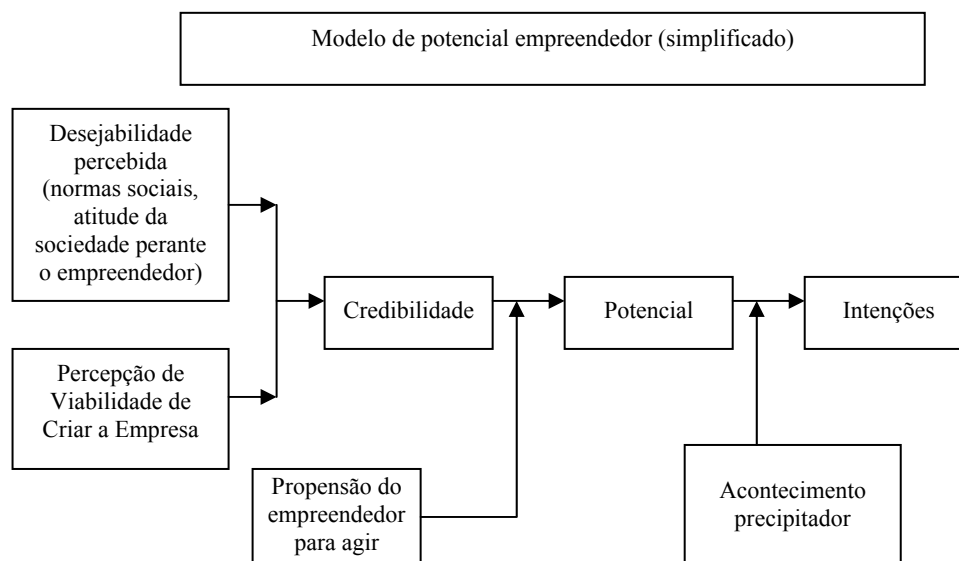 Modelo de potencial empreendedor (simplificado)
Desejabilidade
percebida
(normas sociais,
atitude da
sociedade perante
o empreendedor)
Credibilidade
Potencial
Intenções
Percepção de
Viabilidade de
Criar a Empresa
Propensão do
empreendedor
para agir
Acontecimento
precipitador